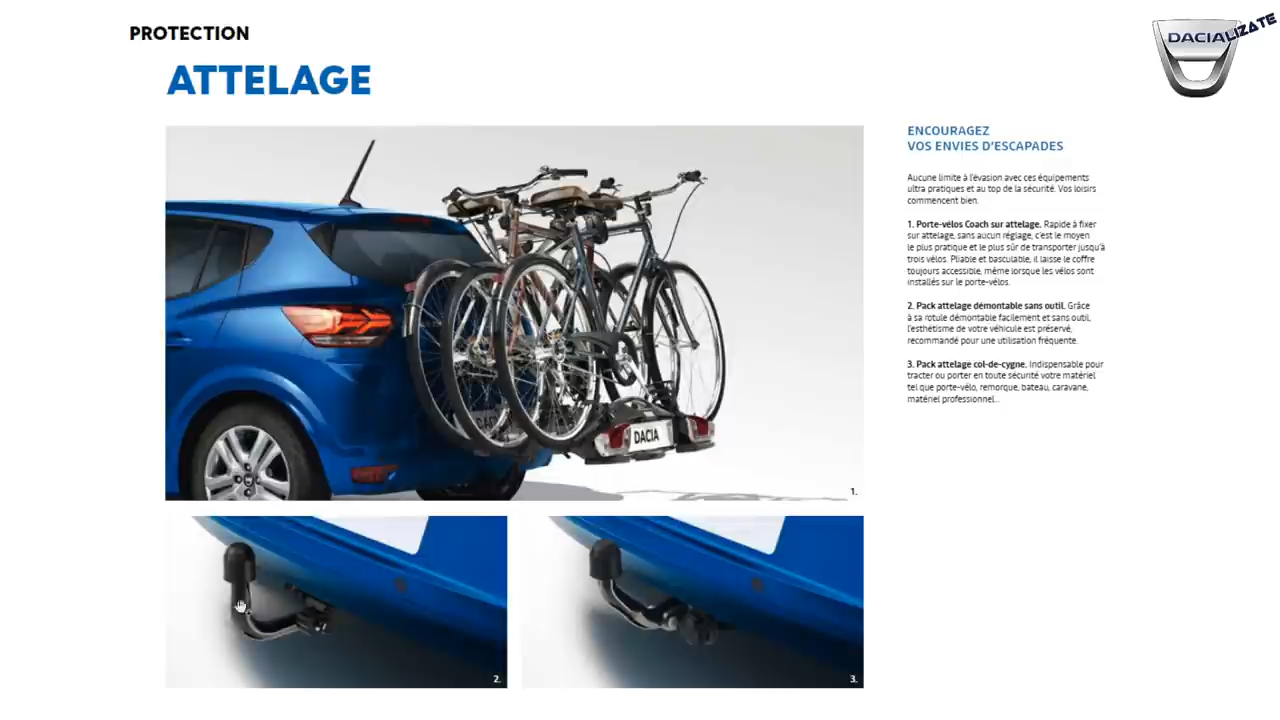 PROTECTION
DACIALIZATE
ATTELAGE
ENCOURAGEZ
VOS ENVIES D'ESCAPADES
Aucune limite à l'évasion avec ces équipements
ultra pratiques et au top de la sécurité. Vos loisirs
commencent bien.
1. Porte-vélos Coach sur attelage. Rapide à fixer
sur attelage, sans aucun réglage, c'est le moyen
le plus pratique et le plus sûr de transporter jusqu'à
trois vélos. Pliable et basculable, il laisse le coffre
toujours accessible, même lorsque les vélos sont
installés sur le porte-vélos.
2. Pack attelage démontable sans outil. Grâce
à sa rotule démontable facilement et sans outil,
l'esthétisme de votre véhicule est préservé,
recommandé pour une utilisation fréquente.
3. Pack attelage col-de-cygne. Indispensable pour
tracter ou porter en toute sécurité votre matériel
tel que porte-vélo, remorque, bateau, caravane,
matériel professionnel...
DACIA
1.
2.
3.